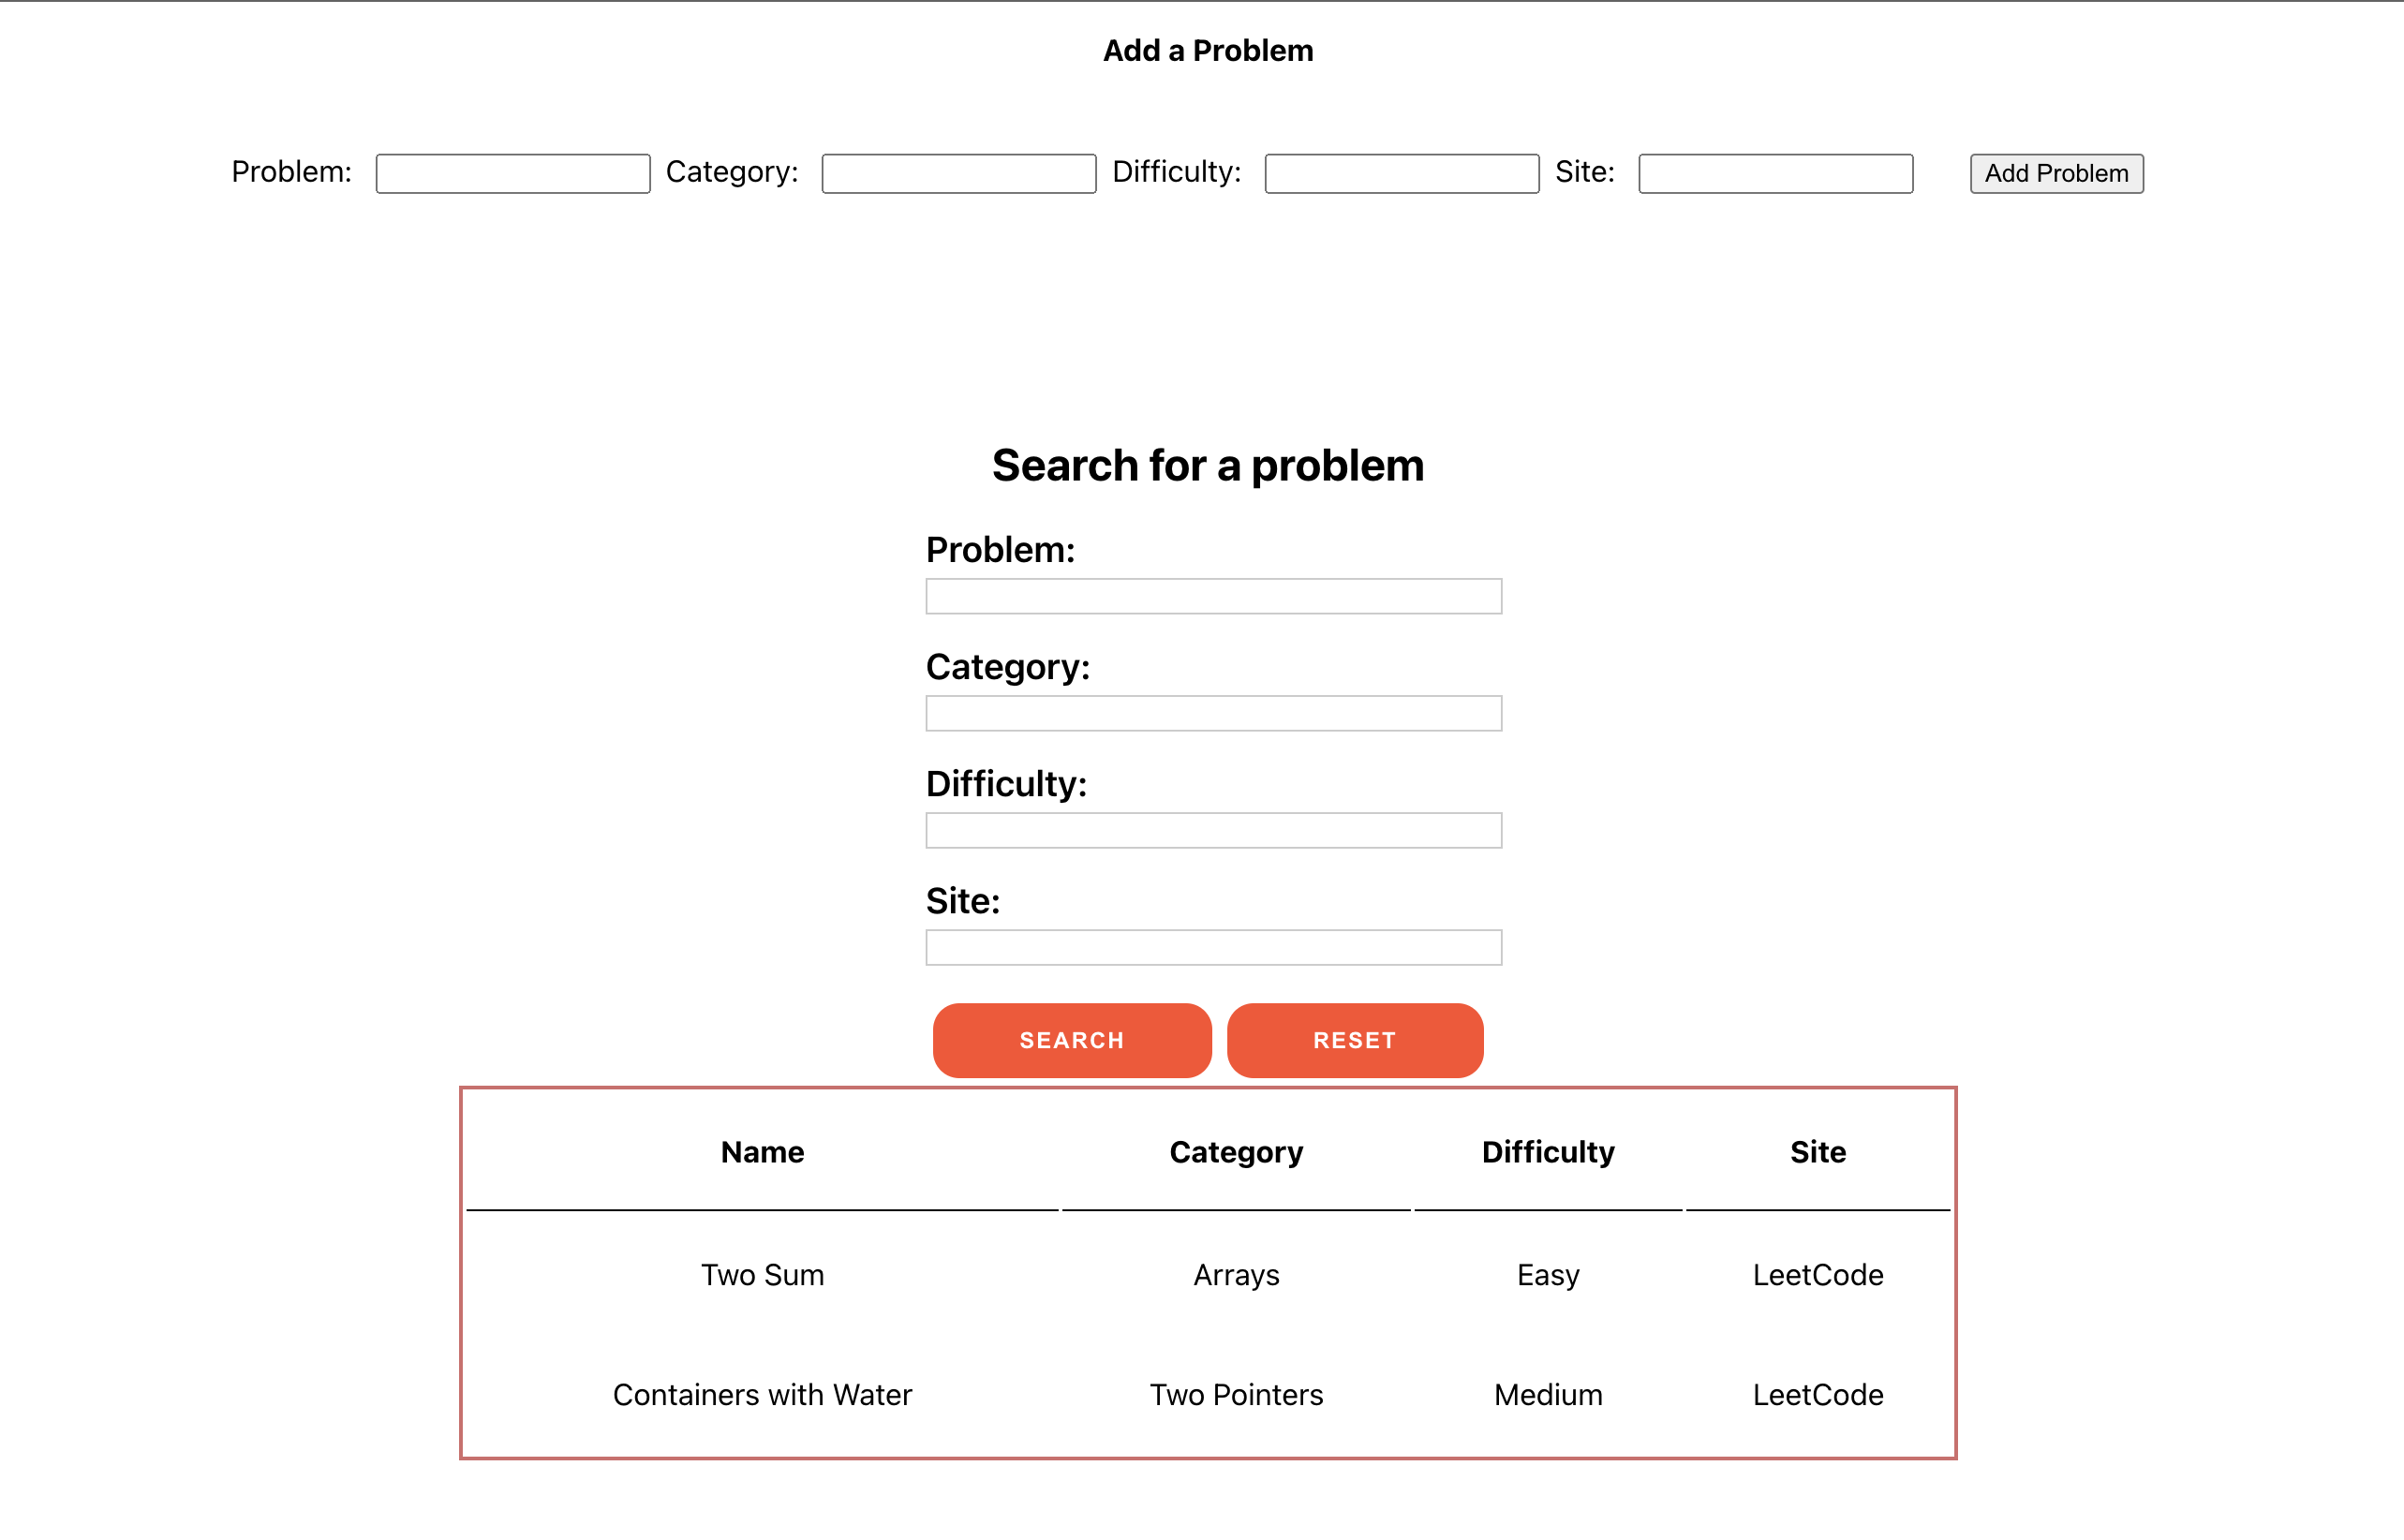 Add a Problem
Problem: Category: Difficulty: Site: Add Problem
Search for a problem
Problem:
Category:
Difficulty:
Site:
SEARCH RESET
Name Category Difficulty Site
Two Sum Arrays Easy LeetCode
Containers with Water Two Pointers Medium LeetCode